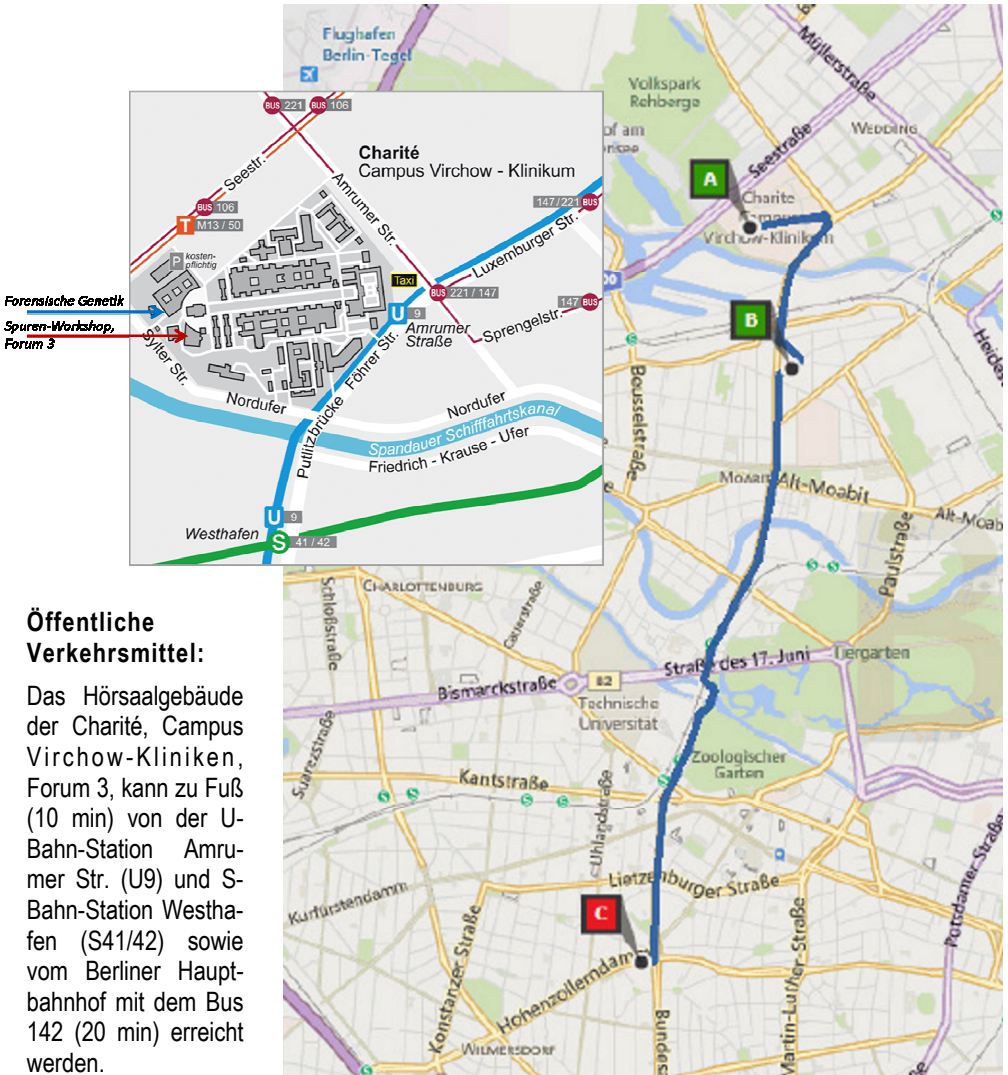 Flughafen
Berlin-Tegel
Volkspark
Rehberge
Müllerstraße
WEDDING
Seestraße
A
Charite
Virchow-Klinikum
B
Beusselstraße
MOABIT
Alt-Moabit
Alt-Moab
Paulstraße
CHARLOTTENBURG
Schloßstraße
Cauerstraße
Straße des 17. Juni
Tiergarten
Bismarckstraße
B2
Technische
Universität
Zoologischer
Garten
Suarezstraße
Kantstraße
Uhlandstraße
Lietzenburger Straße
Kurfürstendamm
C
Konstanzer Straße
Hohenzollerndamm
WILMERSDORF
Bundes
Martin-Luther-Straße
Potsdamer Straße
BUS 221
BUS 106
Charité
Campus Virchow - Klinikum
Seestr.
Amrumer Str.
147/221 BUS
BUS 106
T M13 / 50
P kosten-
pflichtig
Luxemburger Str.
Taxi
BUS 221 / 147
147 BUS
U 9
Amrumer
Straße
Sprengelstr.
Forensische Genetik
Spuren-Workshop,
Forum 3
Sylter Str.
Föhrer Str.
Nordufer
Nordufer
Putlitzbrücke
Spandauer Schifffahrtskanal
Friedrich - Krause - Ufer
U 9
Westhafen
S 41 / 42
Öffentliche
Verkehrsmittel:
Das Hörsaalgebäude
der Charité, Campus
Virchow-Kliniken,
Forum 3, kann zu Fuß
(10 min) von der U-
Bahn-Station Amru-
mer Str. (U9) und S-
Bahn-Station Westha-
fen (S41/42) sowie
vom Berliner Haupt-
bahnhof mit dem Bus
142 (20 min) erreicht
werden.